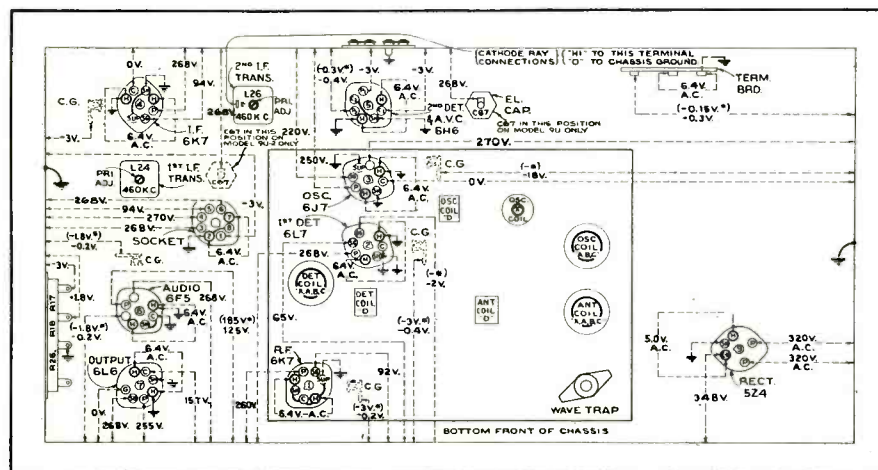 CATHODE RAY CONNECTIONS
"HI" TO THIS TERMINAL
"O" TO CHASSIS GROUND
0V.
268V.
94V.
2ND I.F. TRANS.
L26
460 KC
PRI ADJ
268V.
C67 IN THIS POSITION ON MODEL 9U-2 ONLY
220V.
(-0.3V.*)
-0.4V.
-3V.
-3V.
6.4V. A.C.
268V.
2ND DET & A.V.C 6H6
EL. CAP.
C67
C67 IN THIS POSITION ON MODEL 9U ONLY
TERM. BRD.
6.4V. A.C.
(-0.15V.*)
-0.3V.
C.G.
-3V.
6.4V. A.C.
I.F. 6K7
PRI ADJ
L24
460KC
1ST I.F. TRANS.
C67
270V.
250V.
SUP
OSC. 6J7
6.4V. A.C.
C.G.
(-*)
-18V.
0V.
268V.
94V.
270V.
268V.
SOCKET
-3V.
6.4V. A.C.
1ST DET 6L7
268V.
6.4V. A.C.
C.G.
(-*)
-2V.
OSC COIL "D"
OSC COIL
OSC COIL ABC
(-1.8V.*)
-0.2V.
C.G.
-3V.
R17
R18
R26
-1.8V.
AUDIO 6F5
268V.
6.4V. A.C.
(-1.8V.*)
-0.2V.
(185V*)
125V.
DET COIL X.A.B.C
DET COIL "D"
65V.
(-3V.*)
-0.4V.
ANT COIL "D"
ANT COIL X.A.B.C
OUTPUT 6L6
6.4V. A.C.
0V.
268V.
255V.
15.7V.
R.F. 6K7
SUP
260V.
6.4V.-A.C.
92V.
C.G.
(-3V.*)
-0.2V.
WAVE TRAP
5.0V. A.C.
320V. A.C.
320V. A.C.
RECT. 5Z4
348V.
BOTTOM FRONT OF CHASSIS